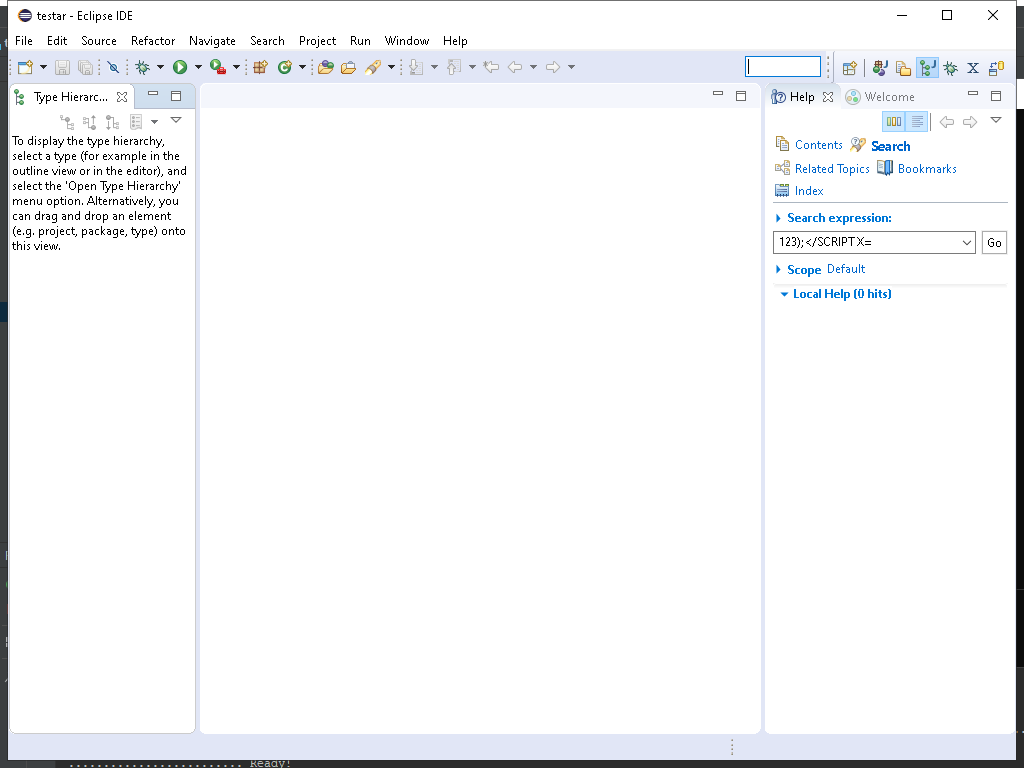 testar - Eclipse IDE
File Edit Source Refactor Navigate Search Project Run Window Help
Type Hierarc...
To display the type hierarchy,
select a type (for example in the
outline view or in the editor), and
select the 'Open Type Hierarchy'
menu option. Alternatively, you
can drag and drop an element
(e.g. project, package, type) onto
this view.
Help Welcome
Contents Search
Related Topics Bookmarks
Index
Search expression:
123);</SCRIPTX= Go
Scope Default
Local Help (0 hits)
Ready!